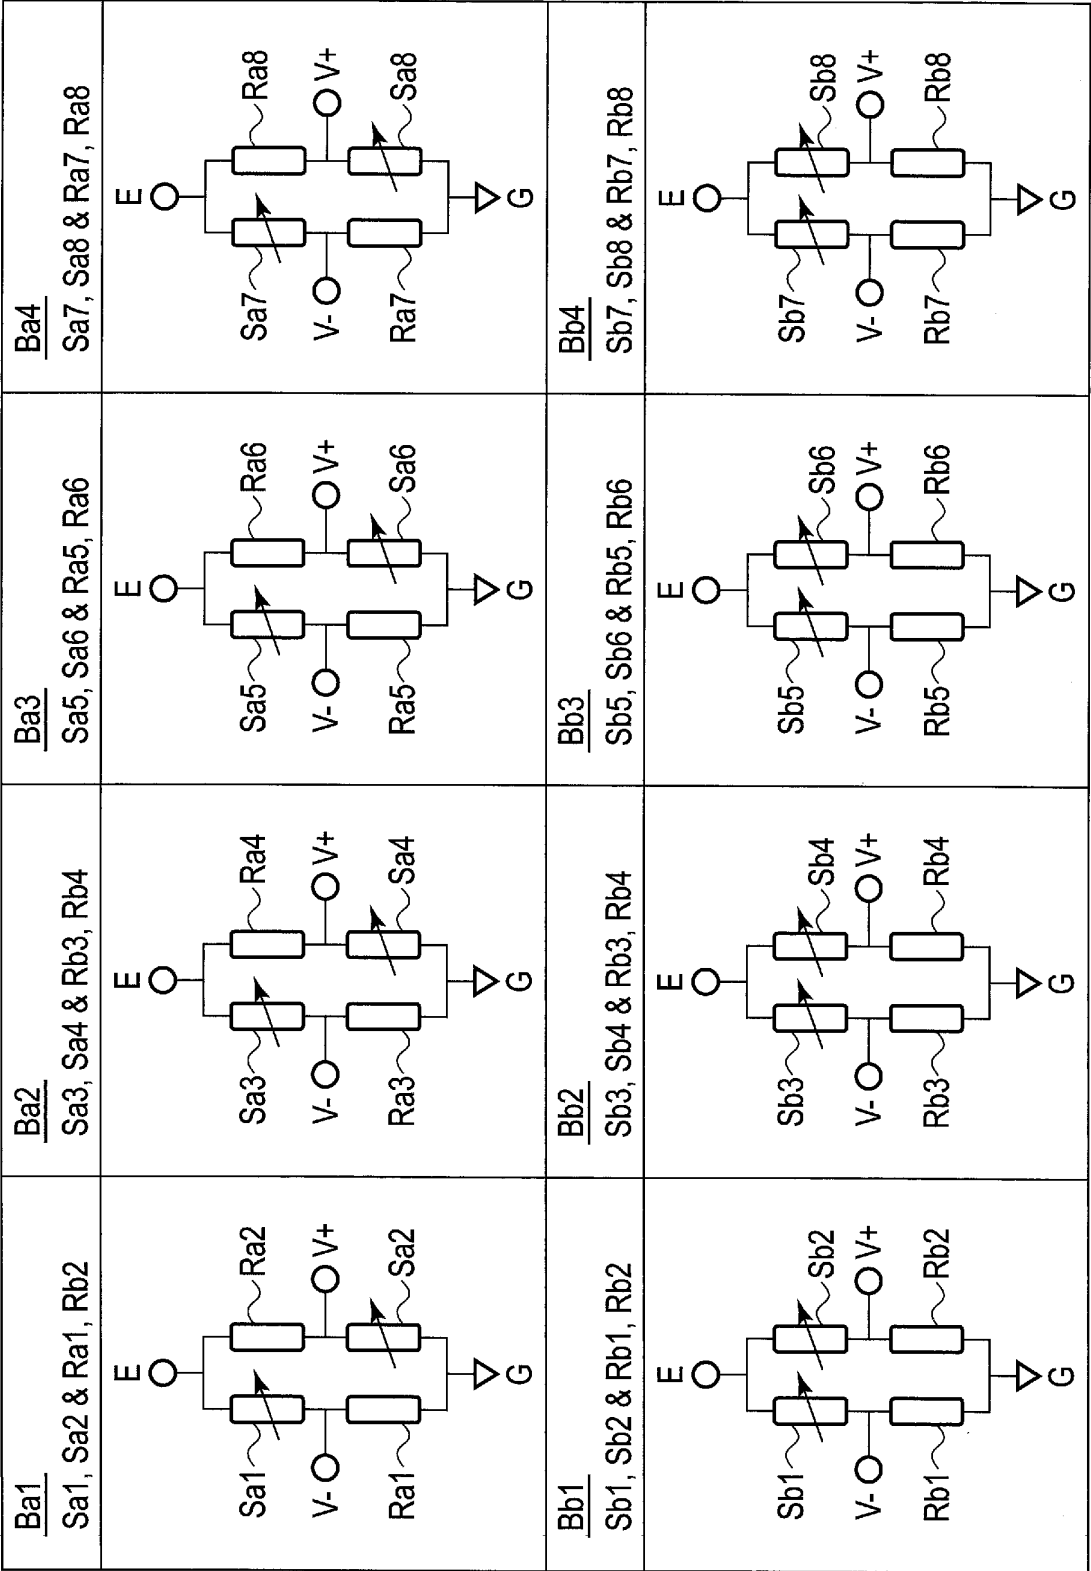 Ba1
Sa1, Sa2 & Ra1, Rb2
E
Sa1
Ra2
V-
V+
Ra1
Sa2
G
Ba2
Sa3, Sa4 & Rb3, Rb4
E
Sa3
Ra4
V-
V+
Ra3
Sa4
G
Ba3
Sa5, Sa6 & Ra5, Ra6
E
Sa5
Ra6
V-
V+
Ra5
Sa6
G
Ba4
Sa7, Sa8 & Ra7, Ra8
E
Sa7
Ra8
V-
V+
Ra7
Sa8
G
Bb1
Sb1, Sb2 & Rb1, Rb2
E
Sb1
Sb2
V-
V+
Rb1
Rb2
G
Bb2
Sb3, Sb4 & Rb3, Rb4
E
Sb3
Sb4
V-
V+
Rb3
Rb4
G
Bb3
Sb5, Sb6 & Rb5, Rb6
E
Sb5
Sb6
V-
V+
Rb5
Rb6
G
Bb4
Sb7, Sb8 & Rb7, Rb8
E
Sb7
Sb8
V-
V+
Rb7
Rb8
G